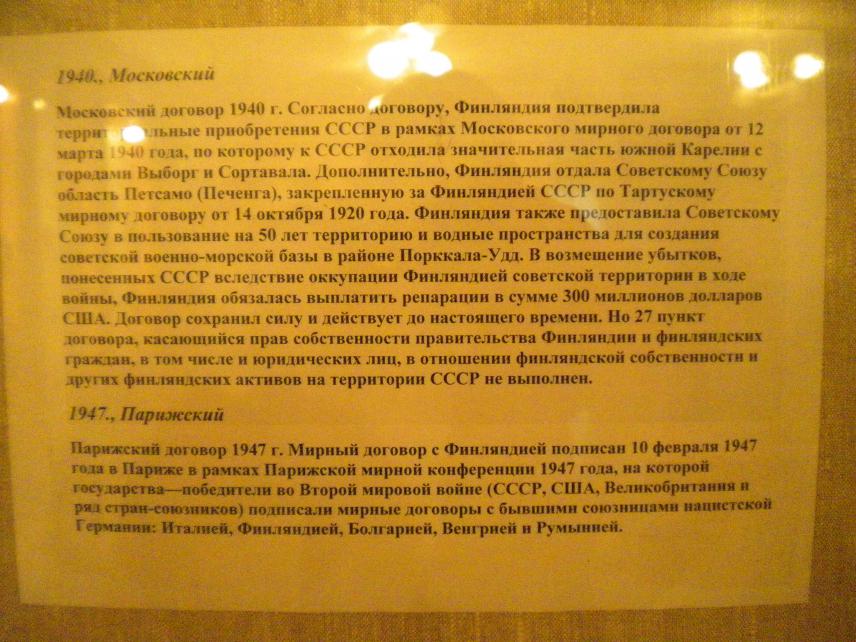 1940., Московский
Московский договор 1940 г. Согласно договору, Финляндия подтвердила
территориальные приобретения СССР в рамках Московского мирного договора от 12
марта 1940 года, по которому к СССР отходила значительная часть южной Карелии с
городами Выборг и Сортавала. Дополнительно, Финляндия отдала Советскому Союзу
область Петсамо (Печенга), закрепленную за Финляндией СССР по Тартускому
мирному договору от 14 октября 1920 года. Финляндия также предоставила Советскому
Союзу в пользование на 50 лет территорию и водные пространства для создания
советской военно-морской базы в районе Порккала-Удд. В возмещение убытков,
понесенных СССР вследствие оккупации Финляндией советской территории в ходе
войны, Финляндия обязалась выплатить репарации в сумме 300 миллионов долларов
США. Договор сохранил силу и действует до настоящего времени. Но 27 пункт
договора, касающийся прав собственности правительства Финляндии и финляндских
граждан, в том числе и юридических лиц, в отношении финляндской собственности и
других финляндских активов на территории СССР не выполнен.
1947., Парижский
Парижский договор 1947 г. Мирный договор с Финляндией подписан 10 февраля 1947
года в Париже в рамках Парижской мирной конференции 1947 года, на которой
государства—победители во Второй мировой войне (СССР, США, Великобритания и
ряд стран-союзников) подписали мирные договоры с бывшими союзницами нацистской
Германии: Италией, Финляндией, Болгарией, Венгрией и Румынией.